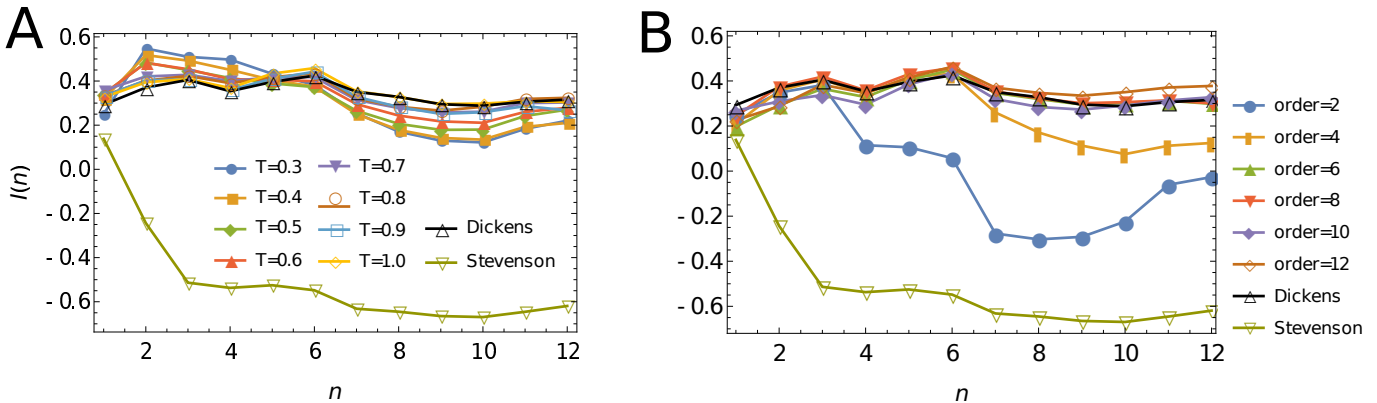 A
0.6
0.4
0.2
0.0
- 0.2
- 0.4
- 0.6
I(n)
T=0.3
T=0.4
T=0.5
T=0.6
T=0.7
T=0.8
T=0.9
T=1.0
Dickens
Stevenson
2 4 6 8 10 12
n
B
0.6
0.4
0.2
0.0
- 0.2
- 0.4
- 0.6
2 4 6 8 10 12
n
order=2
order=4
order=6
order=8
order=10
order=12
Dickens
Stevenson